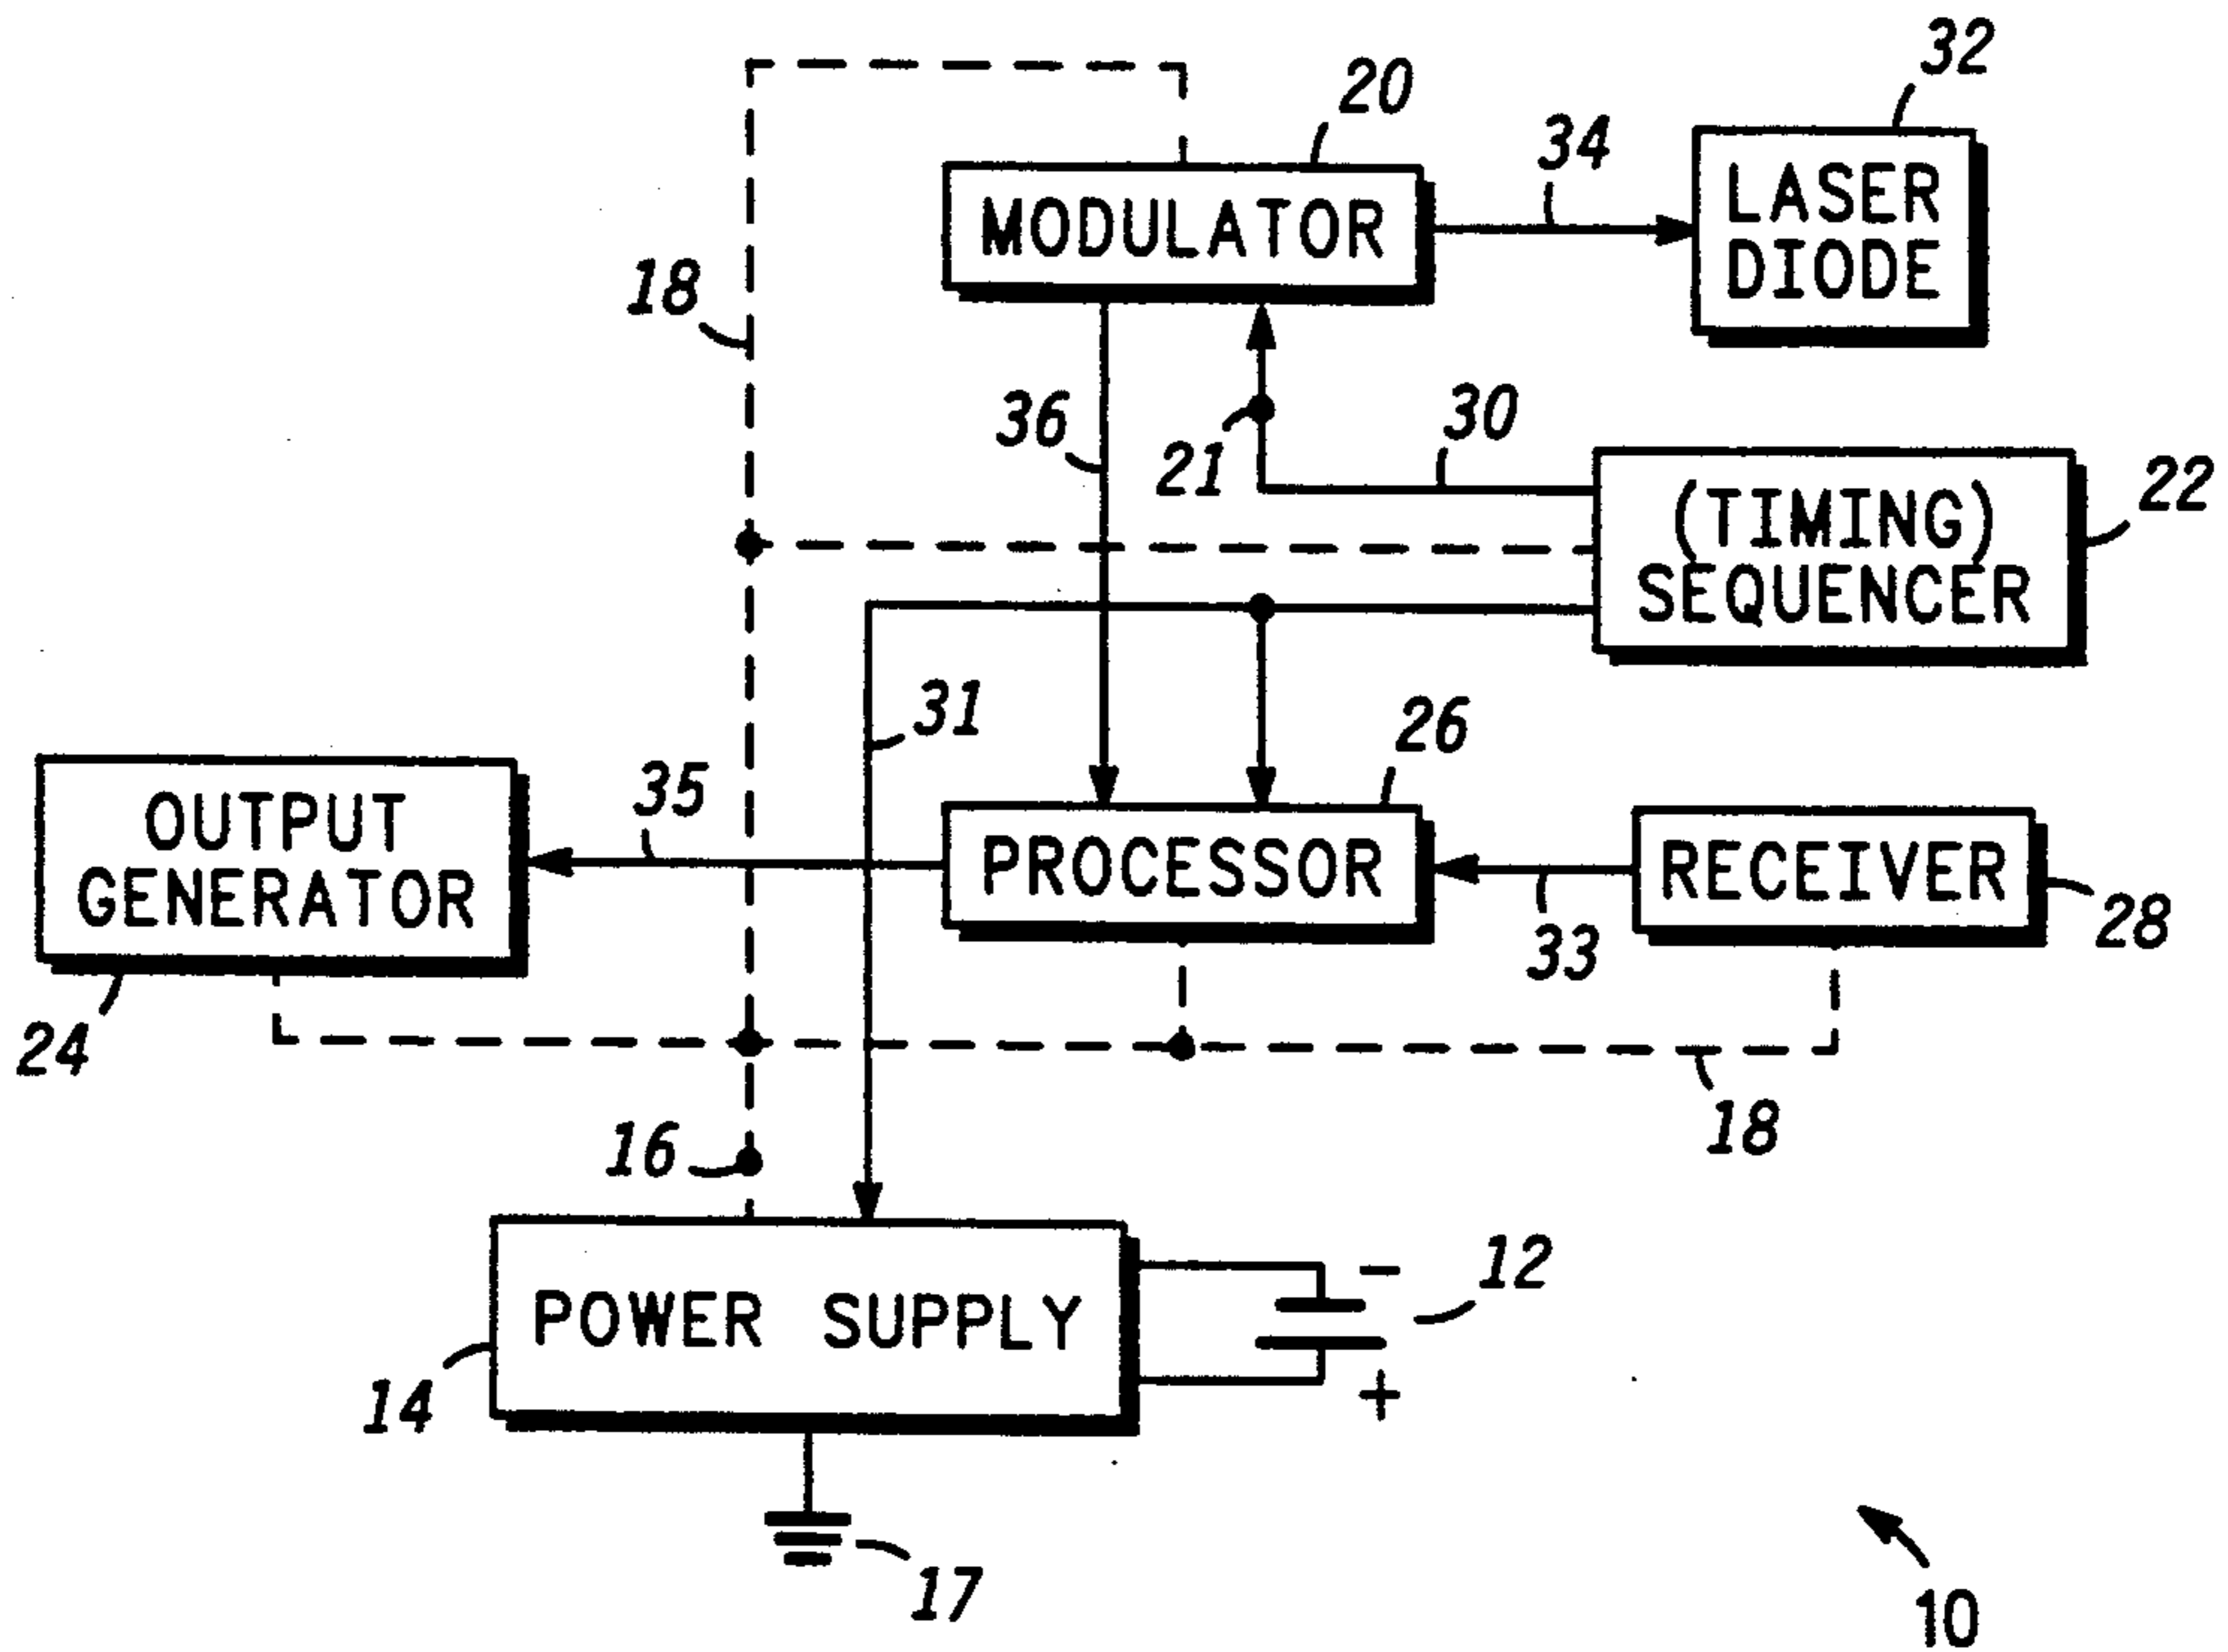 32
20
34
MODULATOR
LASER
DIODE
18
36
21
30
22
(TIMING)
SEQUENCER
31
26
35
OUTPUT
GENERATOR
PROCESSOR
RECEIVER
33
28
24
18
16
12
-
POWER SUPPLY
+
14
17
10